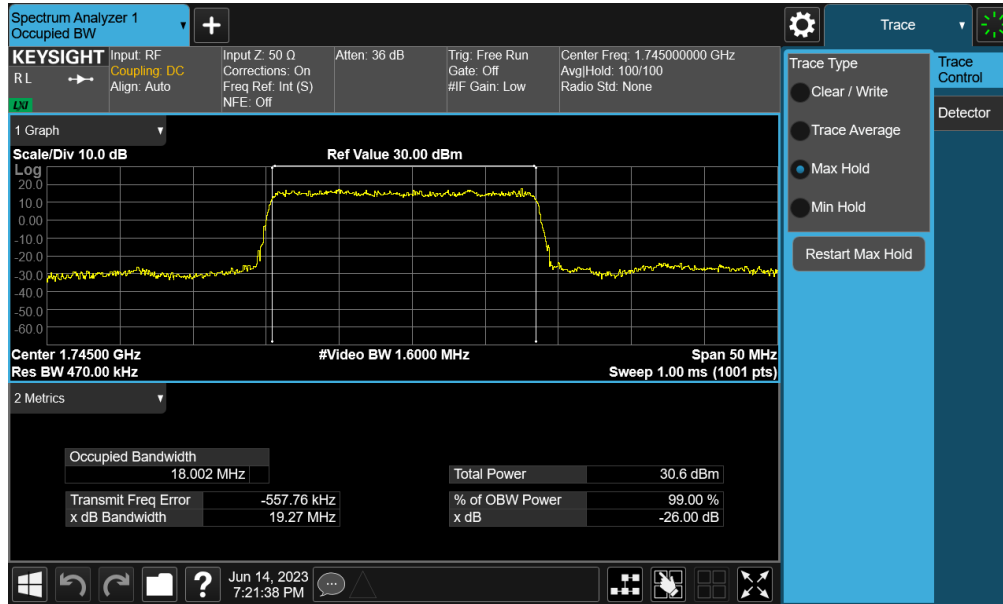 Spectrum Analyzer 1
Occupied BW
+
Trace
KEYSIGHT
R L
LXI
Input: RF
Coupling: DC
Align: Auto
Input Z: 50 Ω
Corrections: On
Freq Ref: Int (S)
NFE: Off
Atten: 36 dB
Trig: Free Run
Gate: Off
#IF Gain: Low
Center Freq: 1.745000000 GHz
Avg|Hold: 100/100
Radio Std: None
Trace Type
Clear / Write
Trace Average
Max Hold
Min Hold
Restart Max Hold
Trace
Control
Detector
1 Graph
Scale/Div 10.0 dB
Ref Value 30.00 dBm
Log
20.0
10.0
0.00
-10.0
-20.0
-30.0
-40.0
-50.0
-60.0
Center 1.74500 GHz
#Video BW 1.6000 MHz
Span 50 MHz
Res BW 470.00 kHz
Sweep 1.00 ms (1001 pts)
2 Metrics
Occupied Bandwidth
18.002 MHz
Total Power 30.6 dBm
Transmit Freq Error -557.76 kHz
% of OBW Power 99.00 %
x dB Bandwidth 19.27 MHz
x dB -26.00 dB
?
Jun 14, 2023
7:21:38 PM